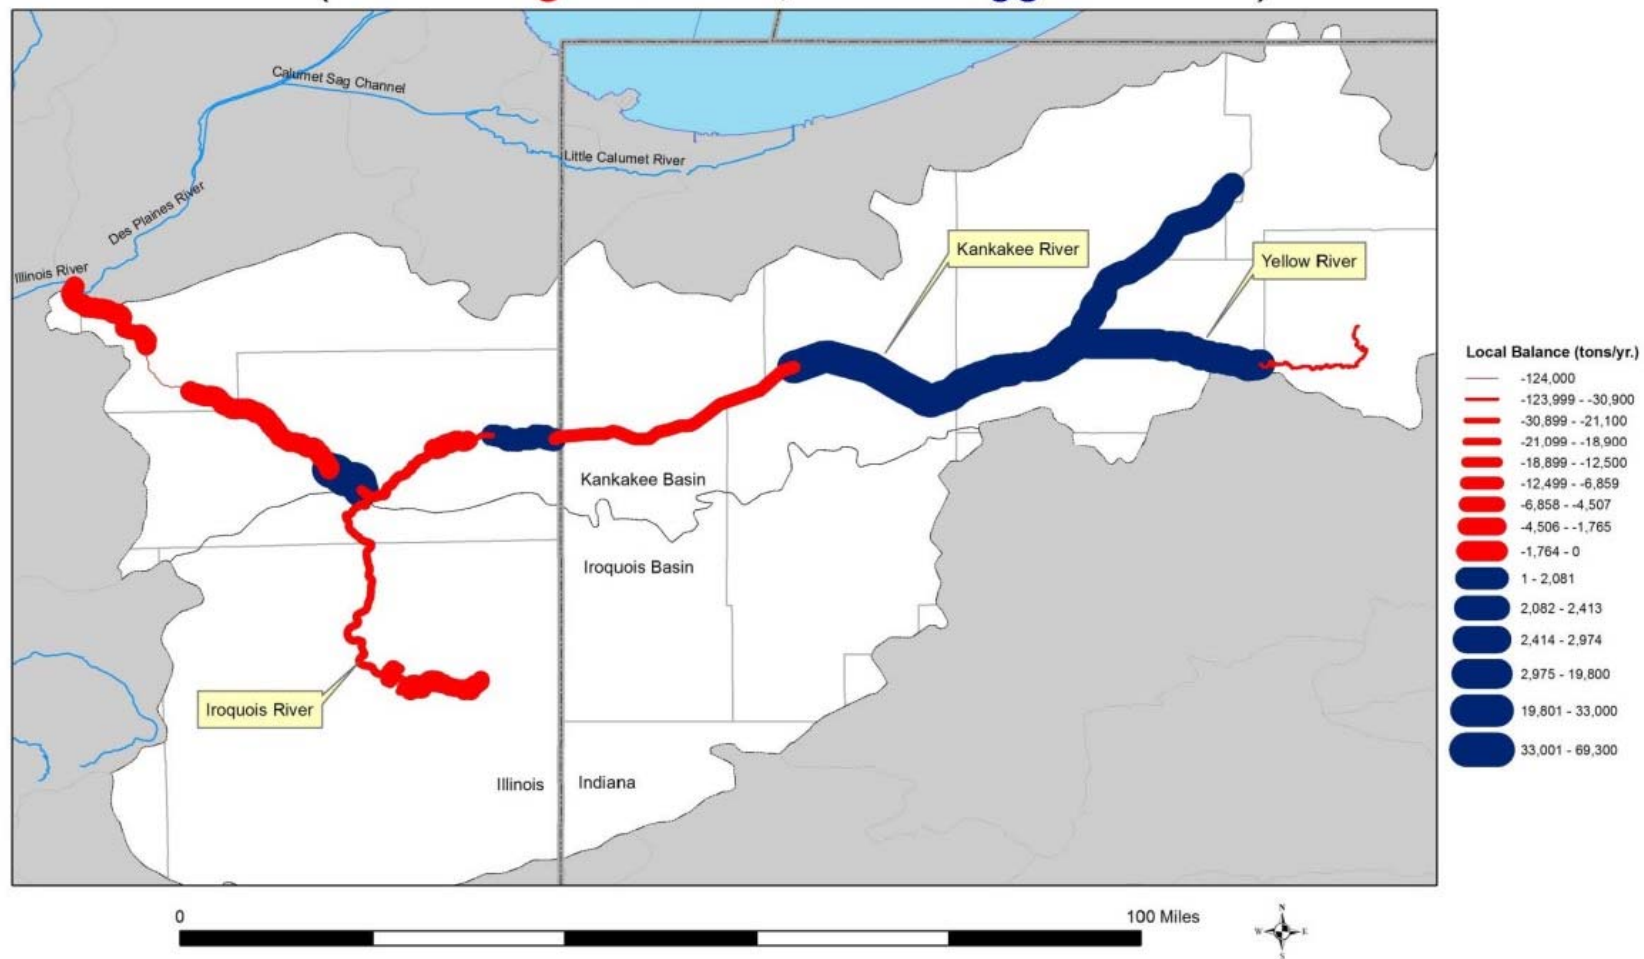 Calumet Sag Channel
Little Calumet River
Des Plaines River
Illinois River
Kankakee River
Yellow River
Kankakee Basin
Iroquois Basin
Iroquois River
Illinois
Indiana
Local Balance (tons/yr.)
-124,000
-123,999 - -30,900
-30,899 - -21,100
-21,099 - -18,900
-18,899 - -12,500
-12,499 - -6,859
-6,858 - -4,507
-4,506 - -1,765
-1,764 - 0
1 - 2,081
2,082 - 2,413
2,414 - 2,974
2,975 - 19,800
19,801 - 33,000
33,001 - 69,300
0
100 Miles
N
W
E
S